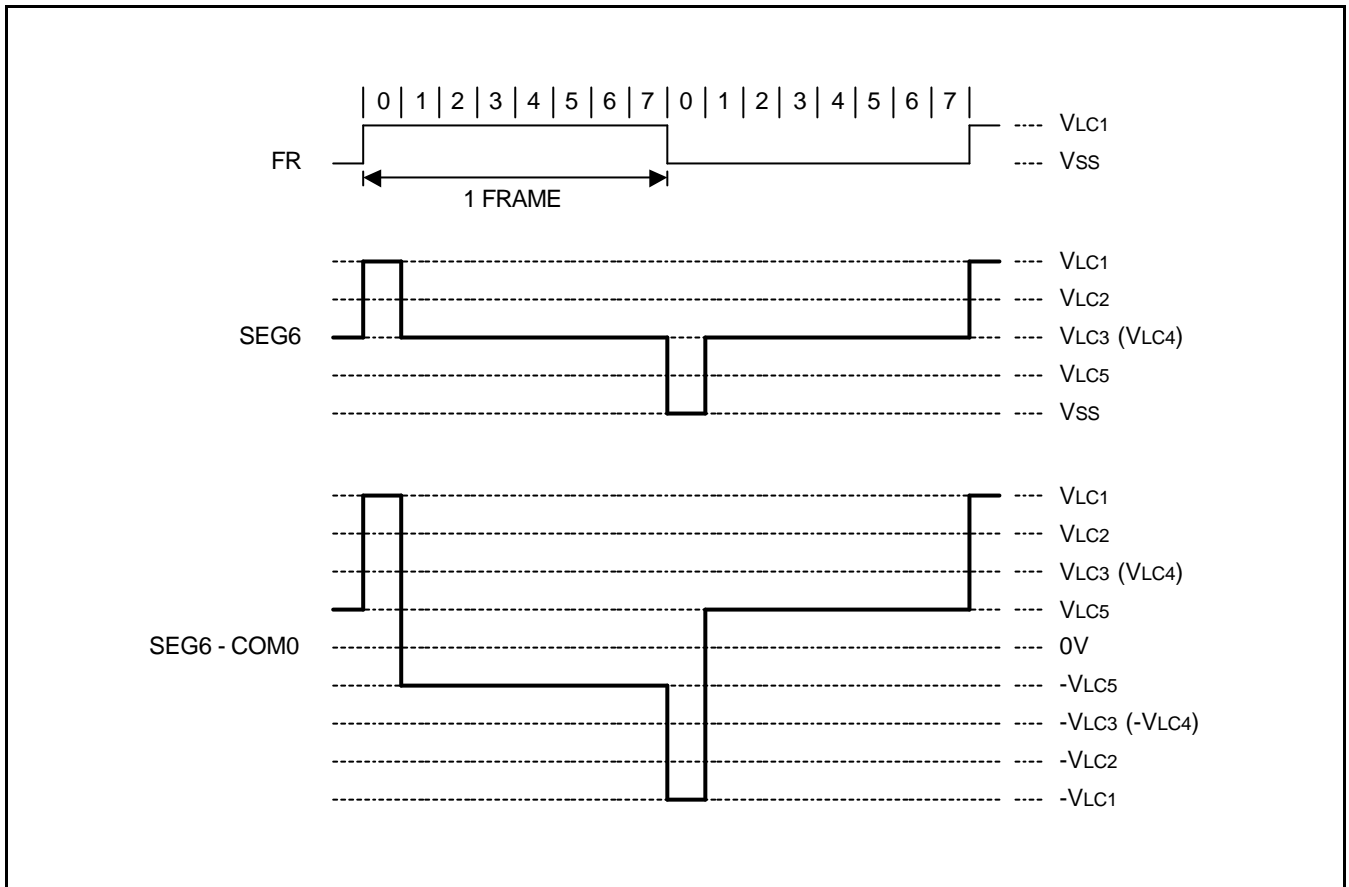 0 1 2 3 4 5 6 7 0 1 2 3 4 5 6 7
VLC1
FR
VSS
1 FRAME
VLC1
VLC2
SEG6
VLC3 (VLC4)
VLC5
VSS
VLC1
VLC2
VLC3 (VLC4)
VLC5
SEG6 - COM0
0V
-VLC5
-VLC3 (-VLC4)
-VLC2
-VLC1